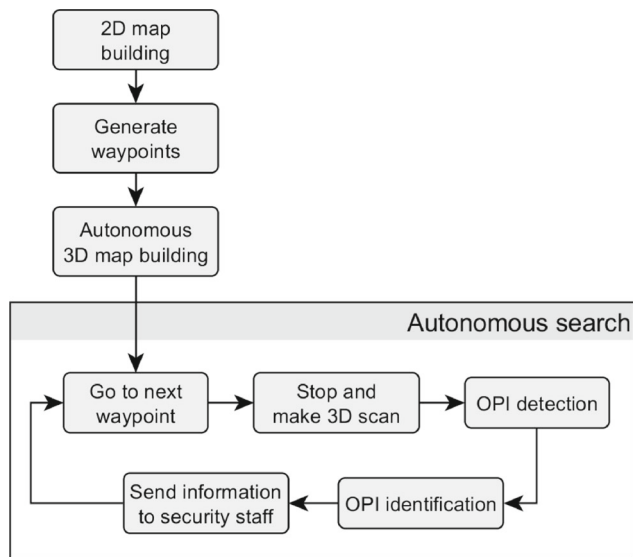 2D map
building
Generate
waypoints
Autonomous
3D map building
Autonomous search
Go to next
waypoint
Stop and
make 3D scan
OPI detection
OPI identification
Send information
to security staff